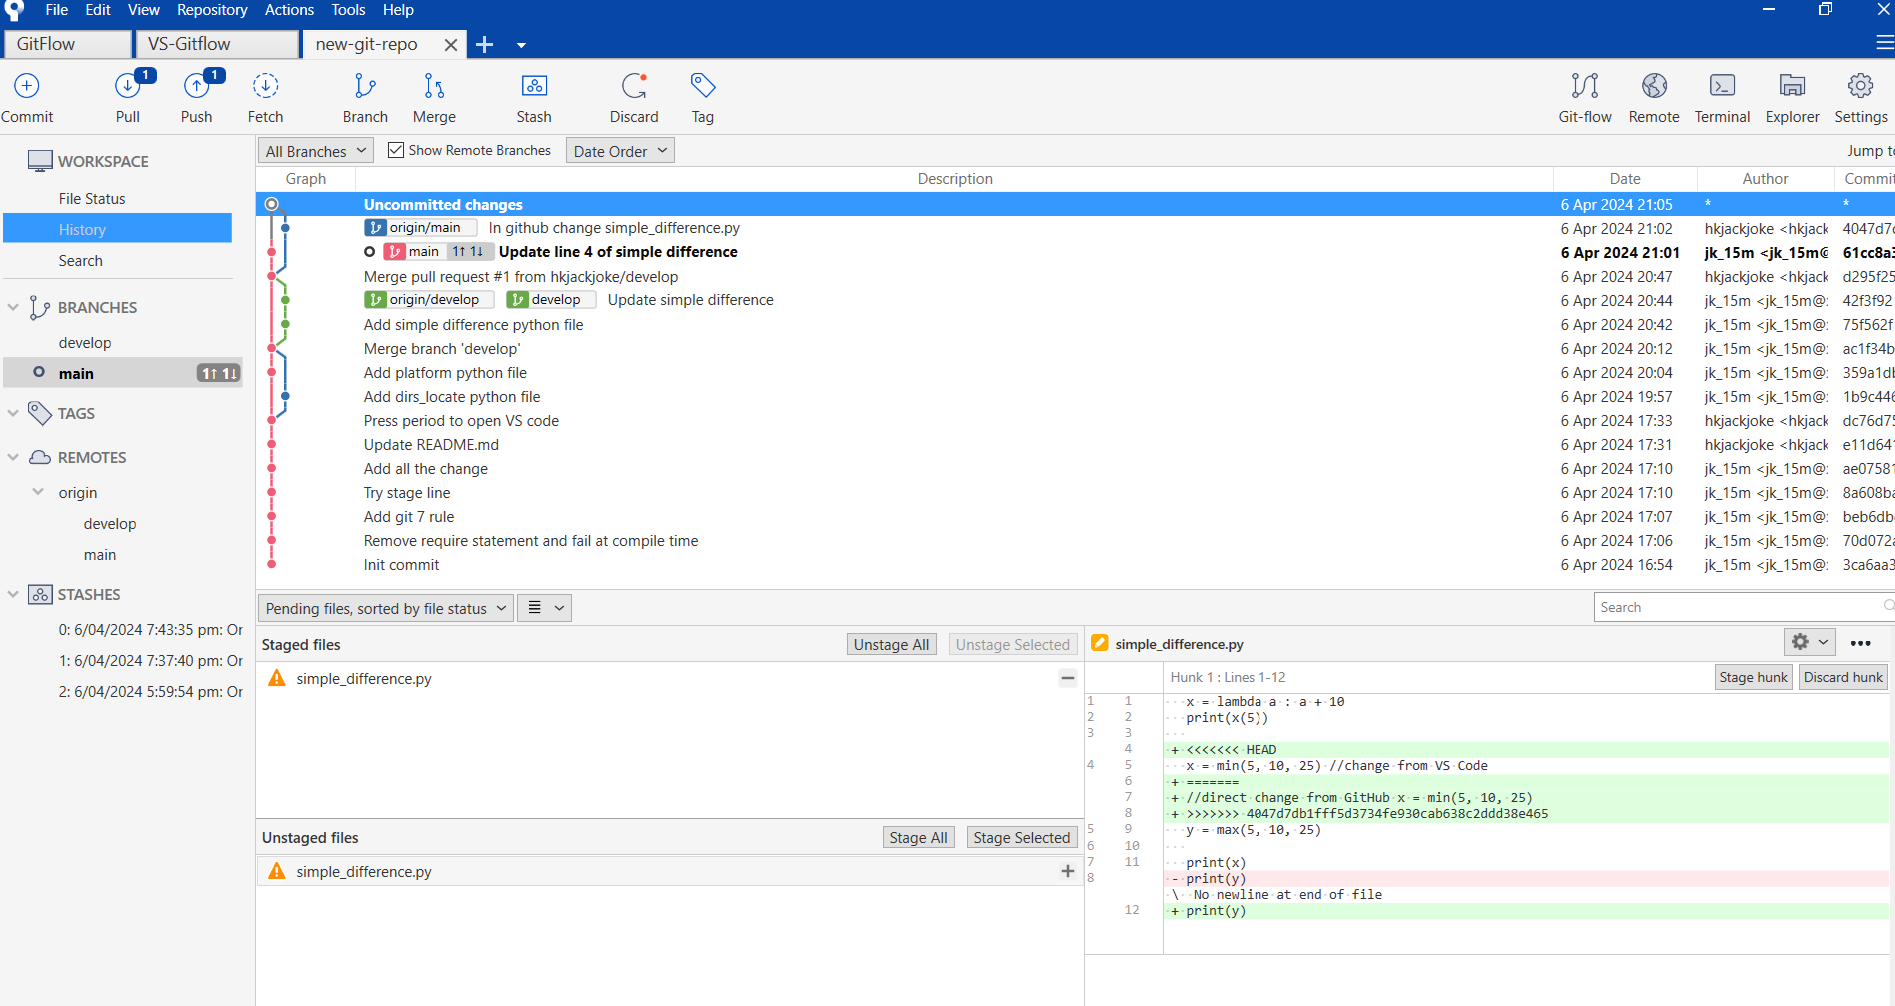 File Edit View Repository Actions Tools Help
GitFlow VS-Gitflow new-git-repo
1 1
Commit Pull Push Fetch Branch Merge Stash Discard Tag Git-flow Remote Terminal Explorer Settings
WORKSPACE
File Status
History
Search
BRANCHES
develop
main 1↑ 1↓
TAGS
REMOTES
origin
develop
main
STASHES
0: 6/04/2024 7:43:35 pm: Or
1: 6/04/2024 7:37:40 pm: Or
2: 6/04/2024 5:59:54 pm: Or
All Branches Show Remote Branches Date Order Jump to
Graph Description Date Author Commit
Uncommitted changes 6 Apr 2024 21:05 * *
origin/main In github change simple_difference.py 6 Apr 2024 21:02 hkjackjoke <hkjack 4047d7d
main 1↑ 1↓ Update line 4 of simple difference 6 Apr 2024 21:01 jk_15m <jk_15m@ 61cc8a3
Merge pull request #1 from hkjackjoke/develop 6 Apr 2024 20:47 hkjackjoke <hkjack d295f25
origin/develop develop Update simple difference 6 Apr 2024 20:44 jk_15m <jk_15m@: 42f3f92
Add simple difference python file 6 Apr 2024 20:42 jk_15m <jk_15m@: 75f562f
Merge branch 'develop' 6 Apr 2024 20:12 jk_15m <jk_15m@: ac1f34b
Add platform python file 6 Apr 2024 20:04 jk_15m <jk_15m@: 359a1db
Add dirs_locate python file 6 Apr 2024 19:57 jk_15m <jk_15m@: 1b9c446
Press period to open VS code 6 Apr 2024 17:33 hkjackjoke <hkjack dc76d75
Update README.md 6 Apr 2024 17:31 hkjackjoke <hkjack e11d641
Add all the change 6 Apr 2024 17:10 jk_15m <jk_15m@: ae07581
Try stage line 6 Apr 2024 17:10 jk_15m <jk_15m@: 8a608ba
Add git 7 rule 6 Apr 2024 17:07 jk_15m <jk_15m@: beb6db
Remove require statement and fail at compile time 6 Apr 2024 17:06 jk_15m <jk_15m@: 70d072a
Init commit 6 Apr 2024 16:54 jk_15m <jk_15m@: 3ca6aa3
Pending files, sorted by file status Search
Staged files Unstage All Unstage Selected
simple_difference.py
Unstaged files Stage All Stage Selected
simple_difference.py
simple_difference.py
Hunk 1 : Lines 1-12 Stage hunk Discard hunk
1 1 x = lambda a : a + 10
2 2 print(x(5))
3 3
4 + <<<<<<< HEAD
4 5 x = min(5, 10, 25) //change from VS Code
6 + =======
7 + //direct change from GitHub x = min(5, 10, 25)
8 + >>>>>>> 4047d7db1fff5d3734fe930cab638c2ddd38e465
5 9 y = max(5, 10, 25)
6 10
7 11 print(x)
8 - print(y)
\ No newline at end of file
12 + print(y)